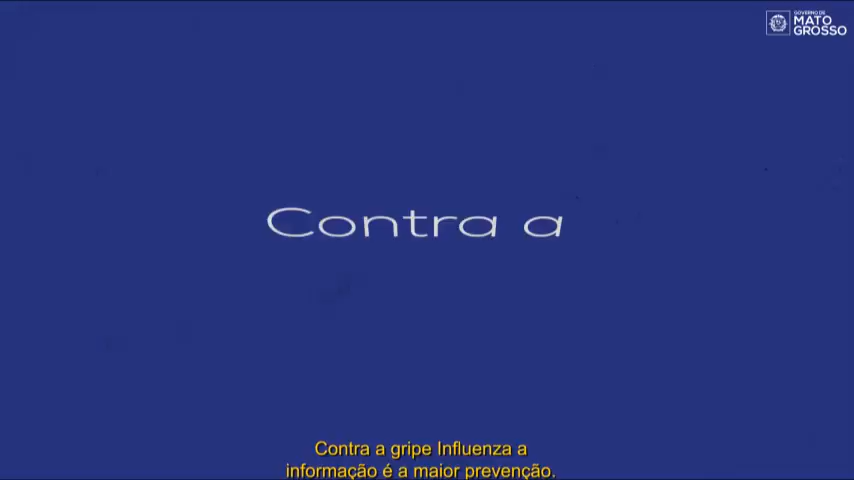 GOVERNO DE
MATO
GROSSO
Contra a
Contra a gripe Influenza a
informação é a maior prevenção.